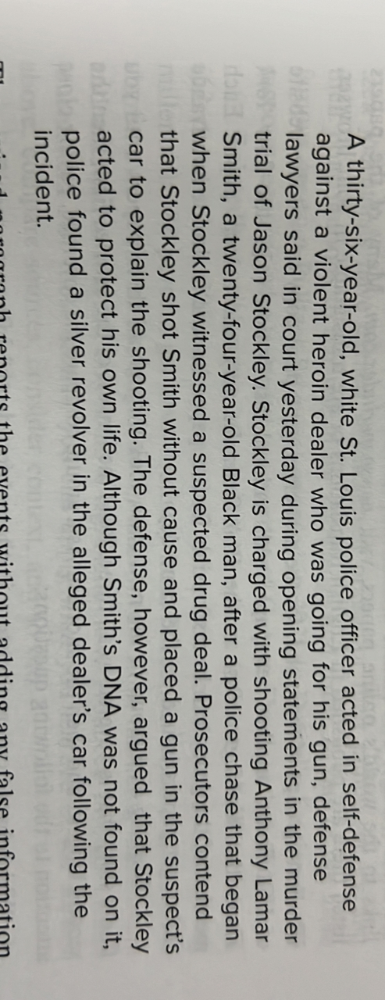 A thirty-six-year-old, white St. Louis police officer acted in self-defense
against a violent heroin dealer who was going for his gun, defense
lawyers said in court yesterday during opening statements in the murder
trial of Jason Stockley. Stockley is charged with shooting Anthony Lamar
Smith, a twenty-four-year-old Black man, after a police chase that began
when Stockley witnessed a suspected drug deal. Prosecutors contend
that Stockley shot Smith without cause and placed a gun in the suspect's
car to explain the shooting. The defense, however, argued that Stockley
acted to protect his own life. Although Smith's DNA was not found on it,
police found a silver revolver in the alleged dealer's car following the
incident.
paragraph reports the events without adding any false information